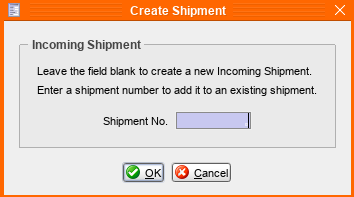 Create Shipment
Incoming Shipment
Leave the field blank to create a new Incoming Shipment.
Enter a shipment number to add it to an existing shipment.
Shipment No.
OK Cancel